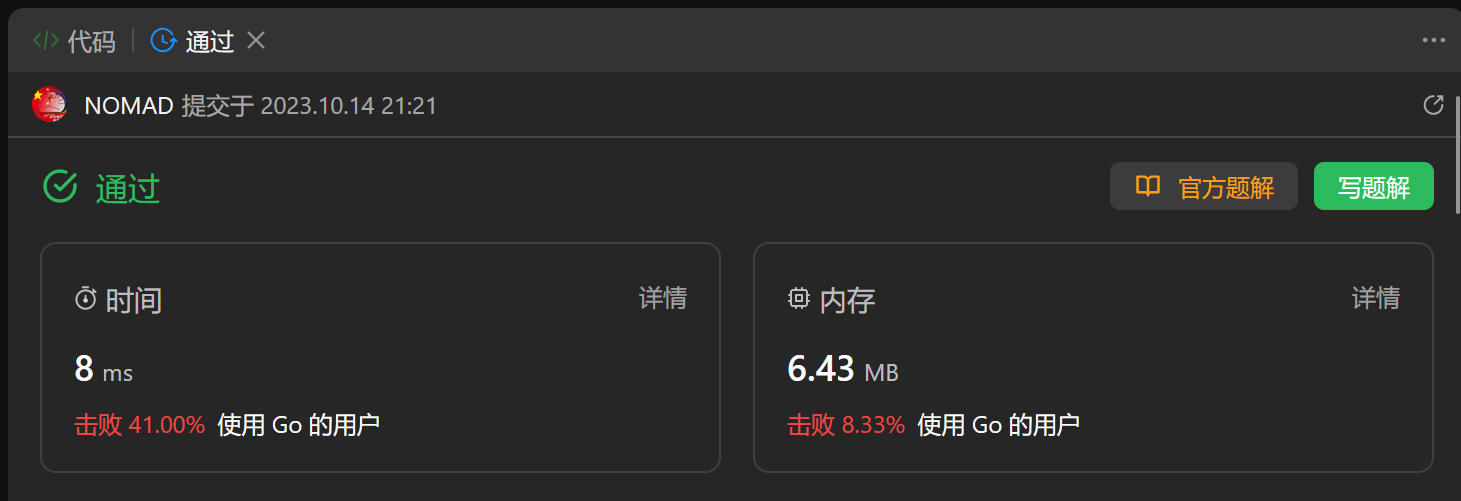 代码 通过
NOMAD 提交于 2023.10.14 21:21
通过
官方题解 写题解
时间 详情
8 ms
击败 41.00% 使用 Go 的用户
内存 详情
6.43 MB
击败 8.33% 使用 Go 的用户